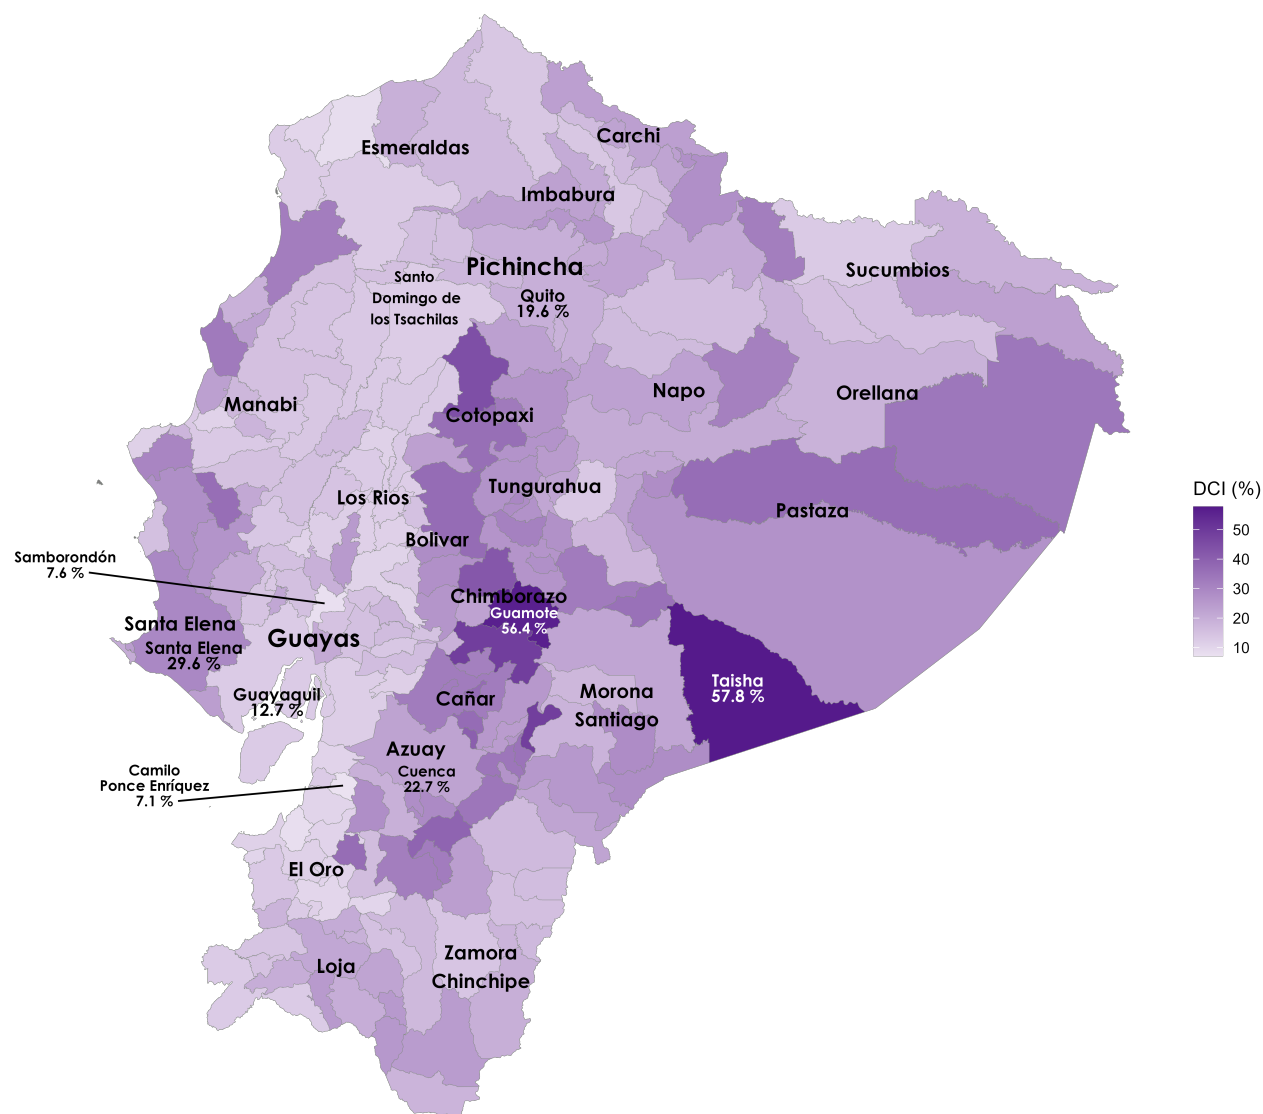 Carchi
Esmeraldas
Imbabura
Pichincha
Sucumbios
Santo
Domingo de
los Tsachilas
Quito
19.6 %
Napo
Orellana
Manabi
Cotopaxi
Tungurahua
Los Rios
Pastaza
DCI (%)
50
40
30
20
10
Bolivar
Samborondón
7.6 %
Chimborazo
Guamote
56.4 %
Santa Elena
Santa Elena
29.6 %
Guayas
Guayaquil
12.7 %
Cañar
Morona
Santiago
Taisha
57.8 %
Azuay
Cuenca
22.7 %
Camilo
Ponce Enríquez
7.1 %
El Oro
Loja
Zamora
Chinchipe